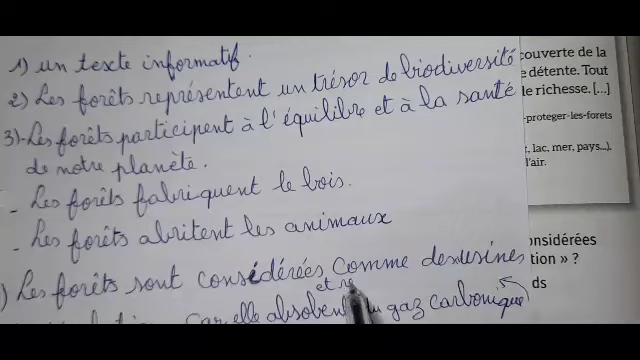 1) un texte informatif.
2) Les forêts représentent un trésor de biodiversité
3)-Les forêts participent à l'équilibre et à la santé
de notre planète.
- Les forêts fabriquent le bois.
- Les forêts abritent les animaux
) Les forêts sont considérées comme des usines
et re
Car elle absobent du gaz carbonique
couverte de la
e détente. Tout
le richesse. [...]
-proteger-les-forets
, lac, mer, pays...).
l'air.
onsidérées
tion » ?
ds